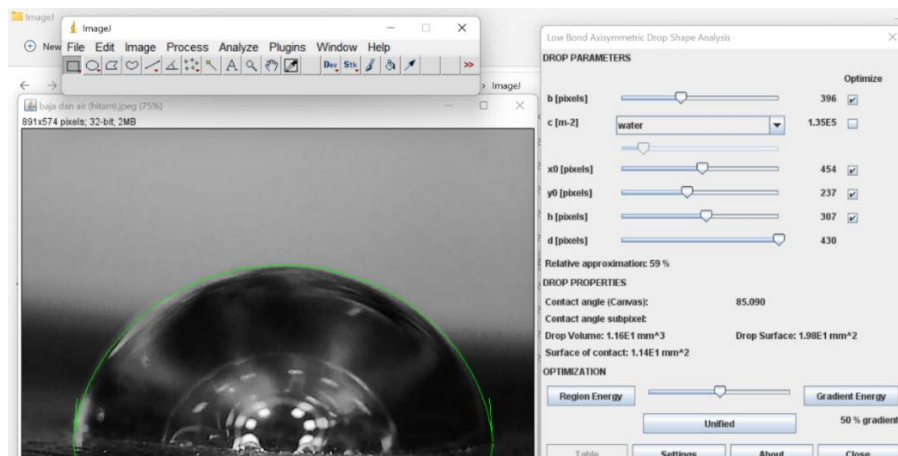 ImageJ
New
ImageJ
File Edit Image Process Analyze Plugins Window Help
Dev Stk >>
ImageJ
baja dan air (hitam).jpeg (75%)
891x574 pixels; 32-bit; 2MB
Low Bond Axisymmetric Drop Shape Analysis
DROP PARAMETERS
Optimize
b [pixels] 396
c [m-2] water 1.35E5
x0 [pixels] 454
y0 [pixels] 237
h [pixels] 307
d [pixels] 430
Relative approximation: 59 %
DROP PROPERTIES
Contact angle (Canvas): 85.090
Contact angle subpixel:
Drop Volume: 1.16E1 mm^3 Drop Surface: 1.98E1 mm^2
Surface of contact: 1.14E1 mm^2
OPTIMIZATION
Region Energy Gradient Energy
Unified 50 % gradient
Table Settings About Close